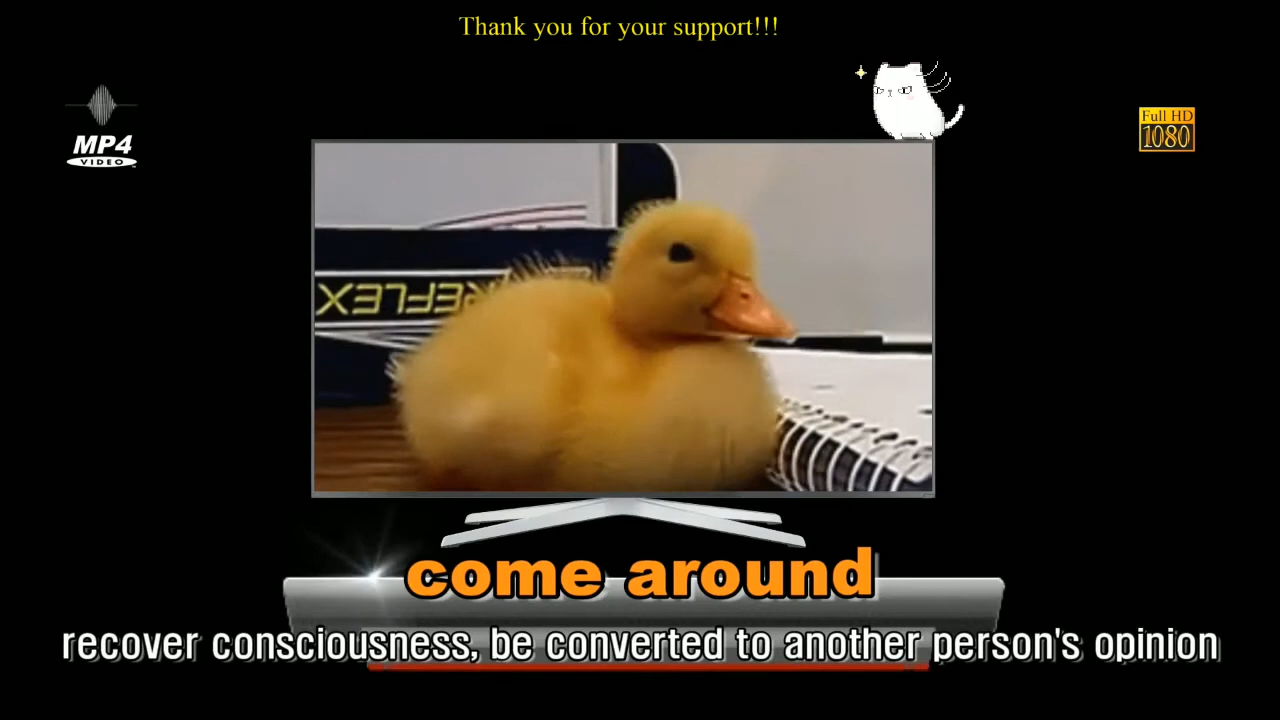 Thank you for your support!!!
MP4
VIDEO
Full HD
1080
REFLEX
come around
recover consciousness, be converted to another person's opinion